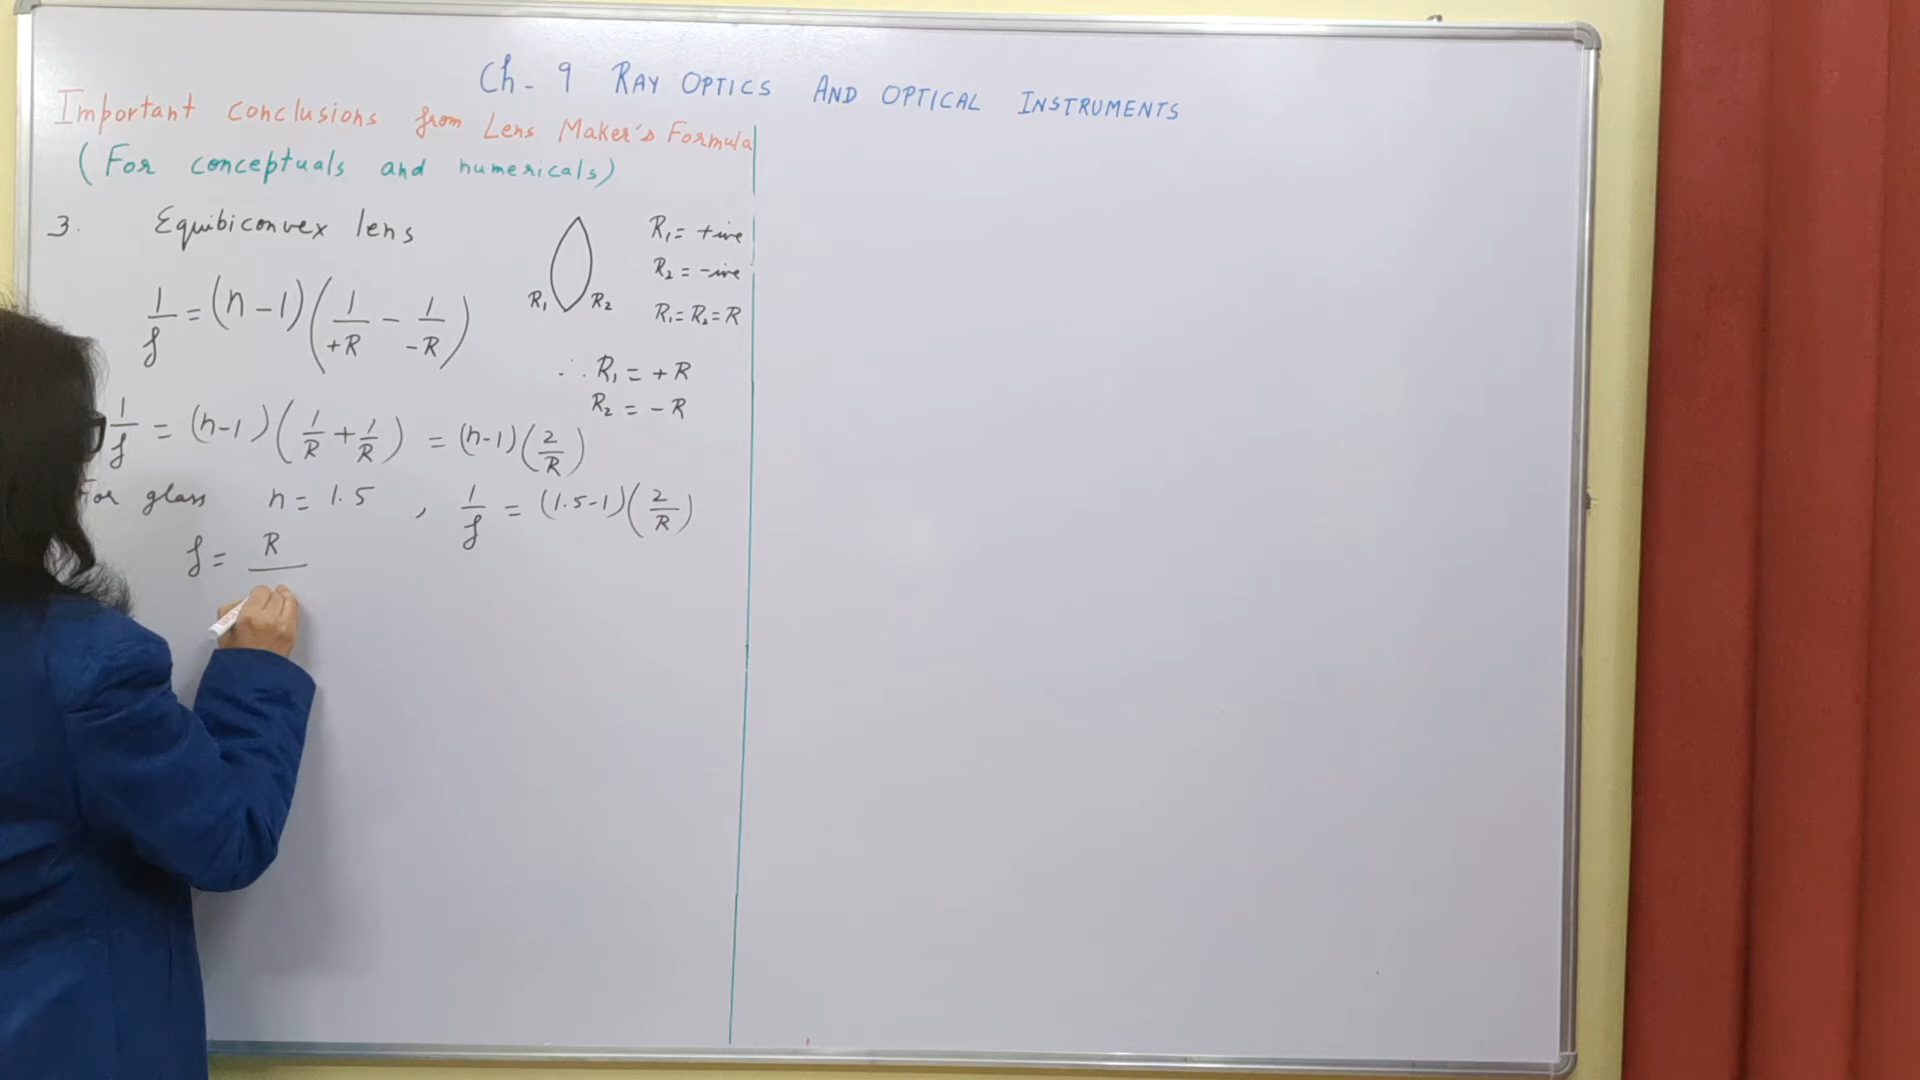 Ch - 9 RAY OPTICS AND OPTICAL INSTRUMENTS
Important conclusions from Lens Maker's Formula
(For conceptuals and numericals)
3. Equibiconvex lens
R₁ R₂
R₁ = +ive
R₂ = -ive
R₁ = R₂ = R
∴ R₁ = + R
R₂ = - R
1/f = (n - 1) (1/+R - 1/-R)
1/f = (n-1) (1/R + 1/R) = (n-1) (2/R)
For glass n = 1.5 , 1/f = (1.5-1) (2/R)
f = R